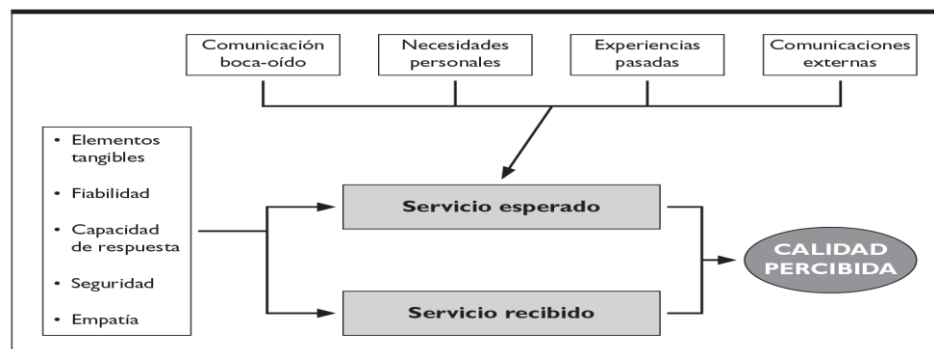 Comunicación
boca-oído
Necesidades
personales
Experiencias
pasadas
Comunicaciones
externas
• Elementos
tangibles
• Fiabilidad
• Capacidad
de respuesta
• Seguridad
• Empatía
Servicio esperado
Servicio recibido
CALIDAD
PERCIBIDA